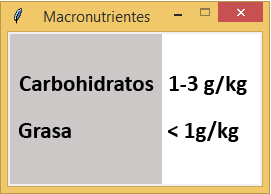 Macronutrientes
Carbohidratos 1-3 g/kg
Grasa < 1g/kg